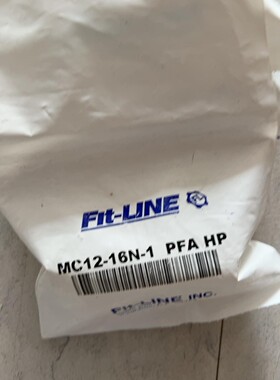 Fit-LINE
MC12-16N-1 PFA HP
Fit-LINE INC.